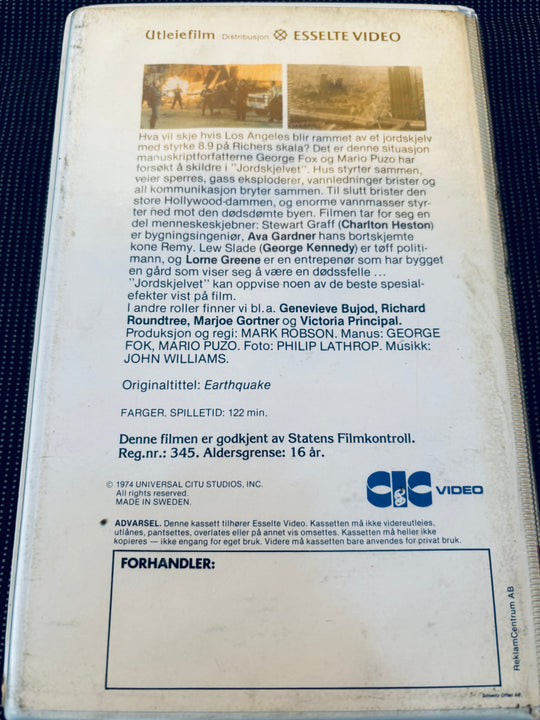 Utleiefilm Distribusjon ESSELTE VIDEO
Hva vil skje hvis Los Angeles blir rammet av et jordskjelv
med styrke 8.9 på Richers skala? Det er denne situasjon
manuskriptforfatterne George Fox og Mario Puzo har
forsøkt å skildre i "Jordskjelvet". Hus styrter sammen,
veier sperres, gass eksploderer, vannledninger brister og
all kommunikasjon bryter sammen. Til slutt brister den
store Hollywood-dammen, og enorme vannmasser styr-
ter ned mot den dødsdømte byen. Filmen tar for seg en
del menneskeskjebner: Stewart Graff (Charlton Heston)
er bygningsingeniør, Ava Gardner hans bortskjemte
kone Remy. Lew Slade (George Kennedy) er tøff politi-
mann, og Lorne Greene er en entrepenør som har bygget
en gård som viser seg å være en dødsfelle ...
"Jordskjelvet" kan oppvise noen av de beste spesial-
efekter vist på film.
I andre roller finner vi bl.a. Genevieve Bujod, Richard
Roundtree, Marjoe Gortner og Victoria Principal.
Produksjon og regi: MARK ROBSON. Manus: GEORGE
FOK, MARIO PUZO. Foto: PHILIP LATHROP. Musikk:
JOHN WILLIAMS.
Originaltittel: Earthquake
FARGER. SPILLETID: 122 min.
Denne filmen er godkjent av Statens Filmkontroll.
Reg.nr.: 345. Aldersgrense: 16 år.
© 1974 UNIVERSAL CITU STUDIOS, INC.
All rights reserved.
MADE IN SWEDEN.
CIC VIDEO
ADVARSEL. Denne kassett tilhører Esselte Video. Kassetten må ikke videreutleies,
utlånes, pantsettes, overlates eller på annet vis omsettes. Kassetten må heller ikke
kopieres — ikke engang for eget bruk. Videre må kassetten bare anvendes for privat bruk.
FORHANDLER:
ReklamCentrum AB